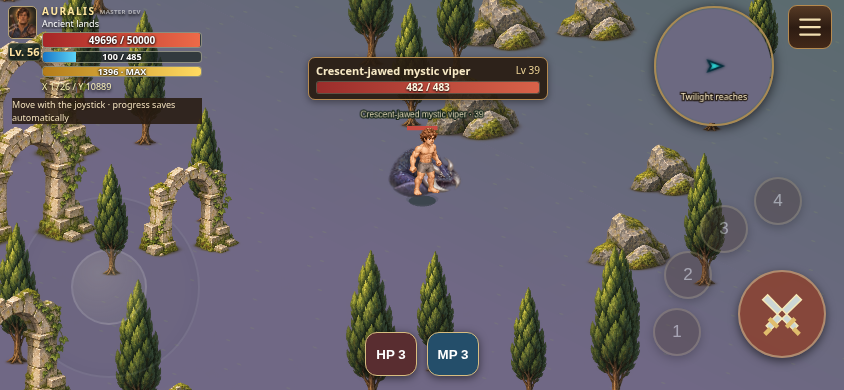 AURALIS MASTER DEV
Ancient lands
Lv. 56
49696 / 50000
100 / 485
1396 · MAX
X 1726 / Y 10889
Move with the joystick · progress saves
automatically
Crescent-jawed mystic viper Lv 39
482 / 483
Crescent-jawed mystic viper · 39
Twilight reaches
4
3
2
1
HP 3
MP 3